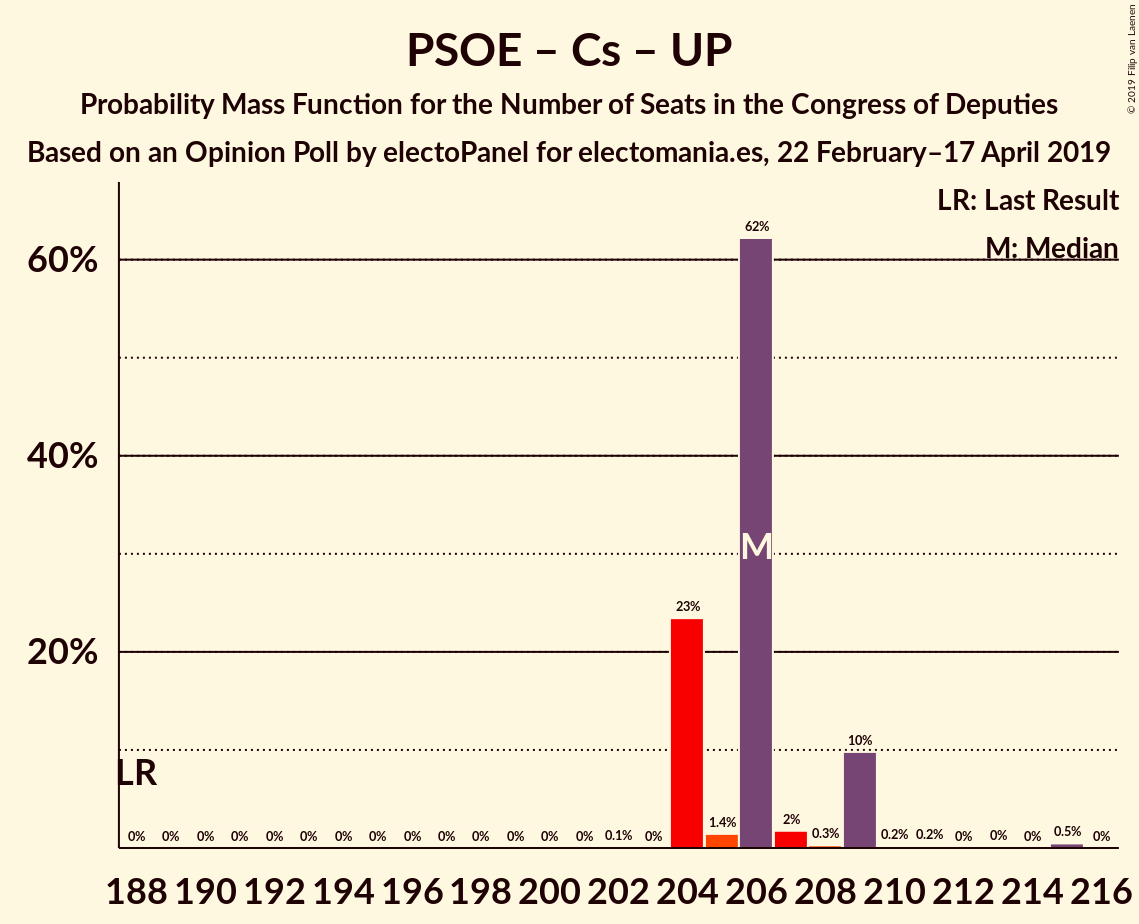 PSOE – Cs – UP
Probability Mass Function for the Number of Seats in the Congress of Deputies
Based on an Opinion Poll by electoPanel for electomania.es, 22 February–17 April 2019
© 2019 Filip van Laenen
LR: Last Result
M: Median
60%
40%
20%
LR
M
0% 0% 0% 0% 0% 0% 0% 0% 0% 0% 0% 0% 0% 0% 0.1% 0% 23% 1.4% 62% 2% 0.3% 10% 0.2% 0.2% 0% 0% 0% 0.5% 0%
188 190 192 194 196 198 200 202 204 206 208 210 212 214 216